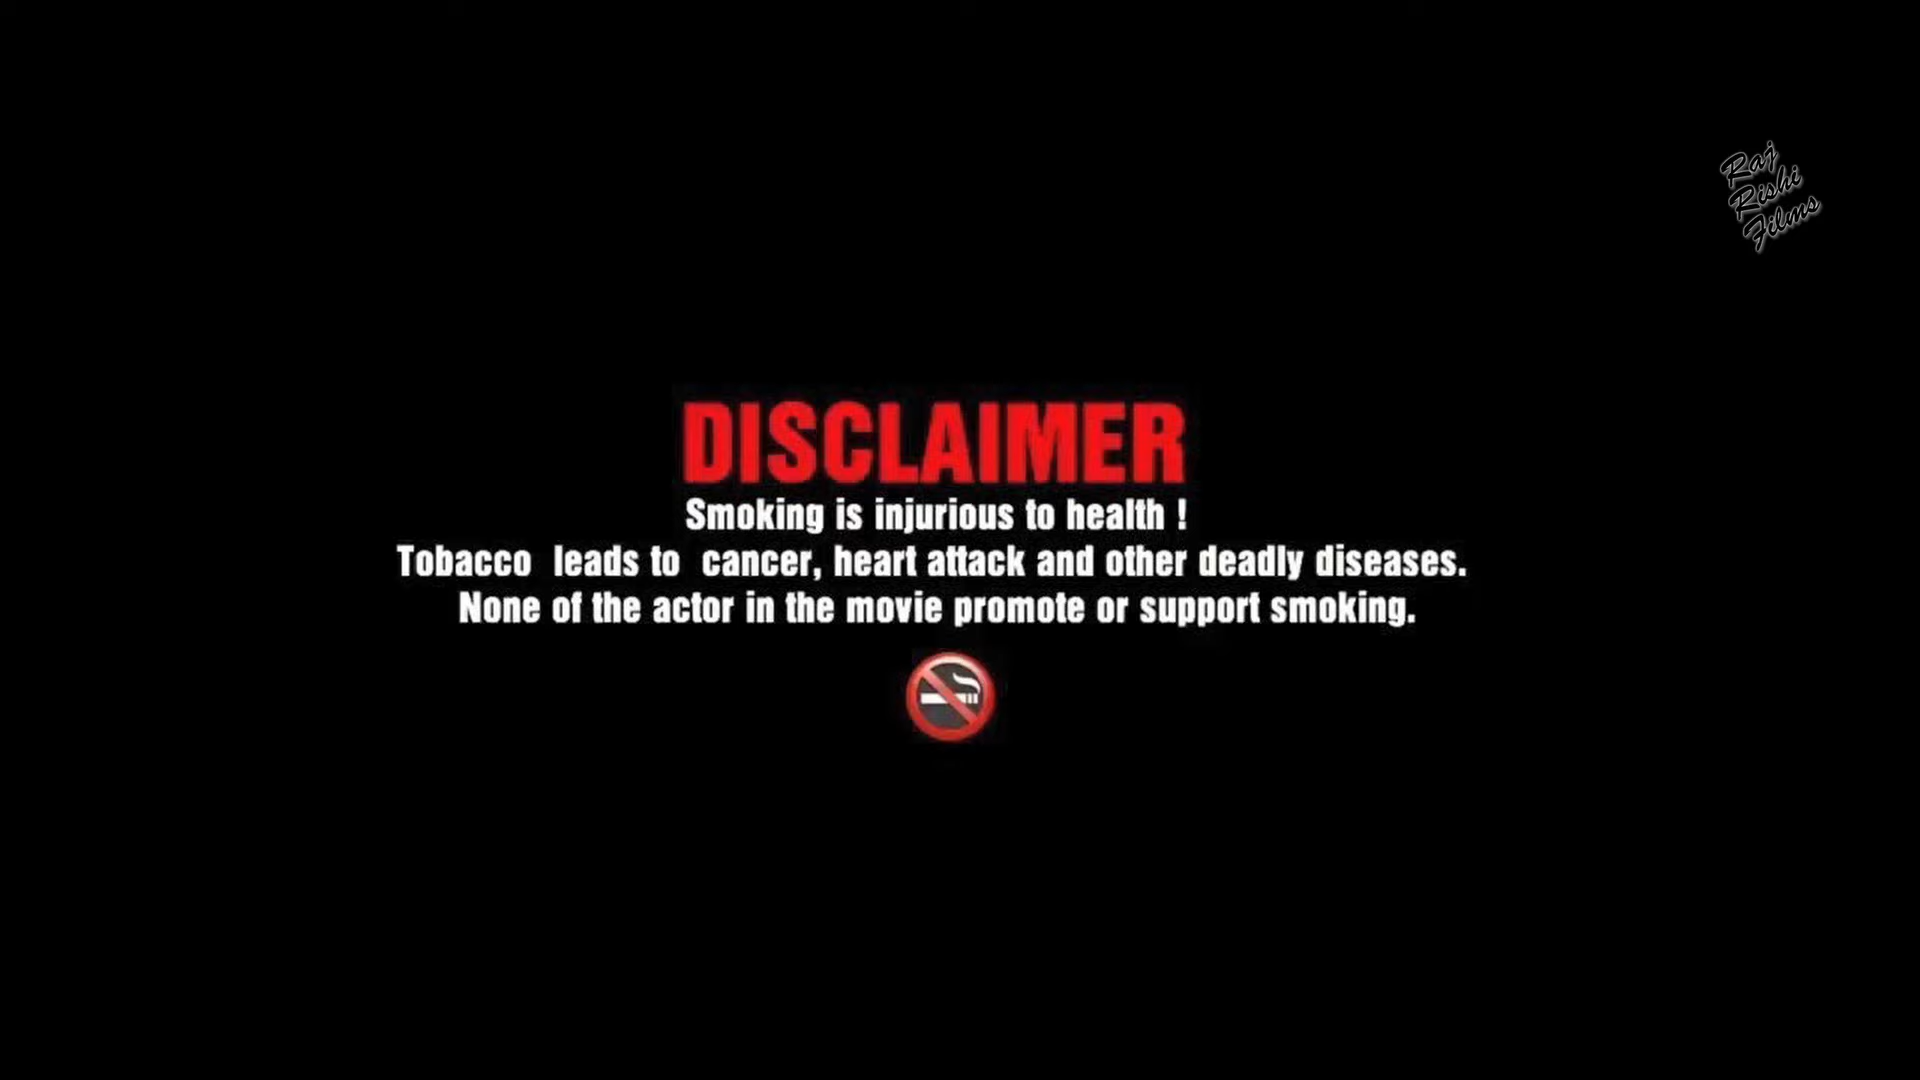 Raj
Rishi
Films
DISCLAIMER
Smoking is injurious to health !
Tobacco  leads to  cancer, heart attack and other deadly diseases.
None of the actor in the movie promote or support smoking.